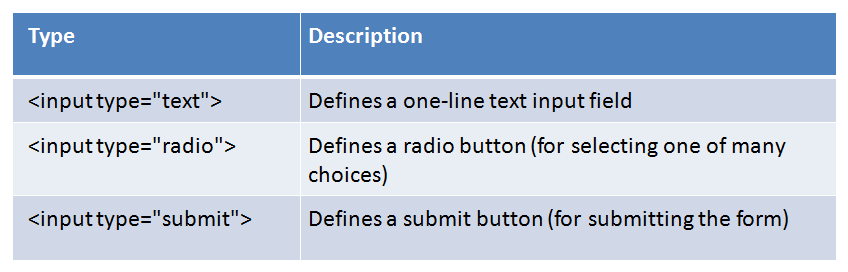 Type Description
<input type="text"> Defines a one-line text input field
<input type="radio"> Defines a radio button (for selecting one of many
choices)
<input type="submit"> Defines a submit button (for submitting the form)